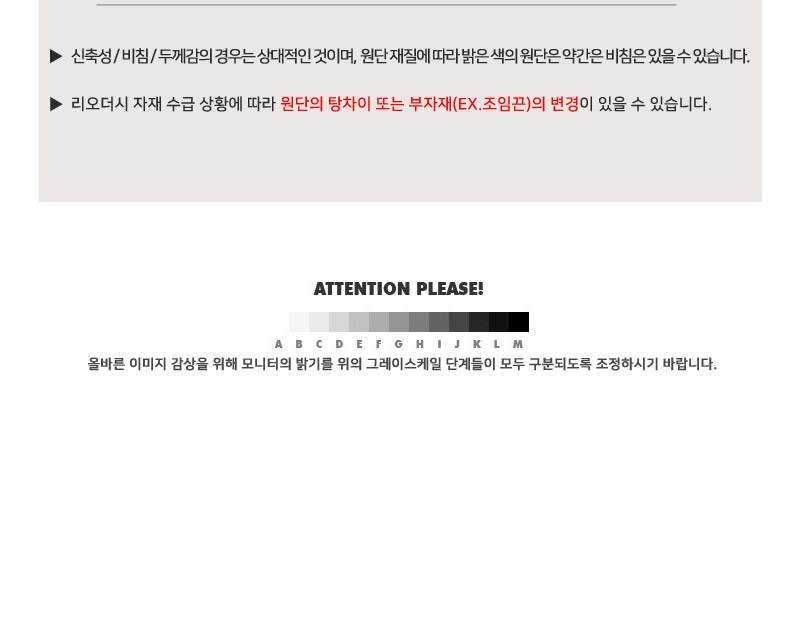 ▶ 신축성 / 비침 / 두께감의 경우는 상대적인 것이며, 원단 재질에 따라 밝은 색의 원단은 약간은 비침은 있을 수 있습니다.
▶ 리오더시 자재 수급 상황에 따라 원단의 탕차이 또는 부자재(EX.조임끈)의 변경이 있을 수 있습니다.
ATTENTION PLEASE!
A B C D E F G H I J K L M
올바른 이미지 감상을 위해 모니터의 밝기를 위의 그레이스케일 단계들이 모두 구분되도록 조정하시기 바랍니다.